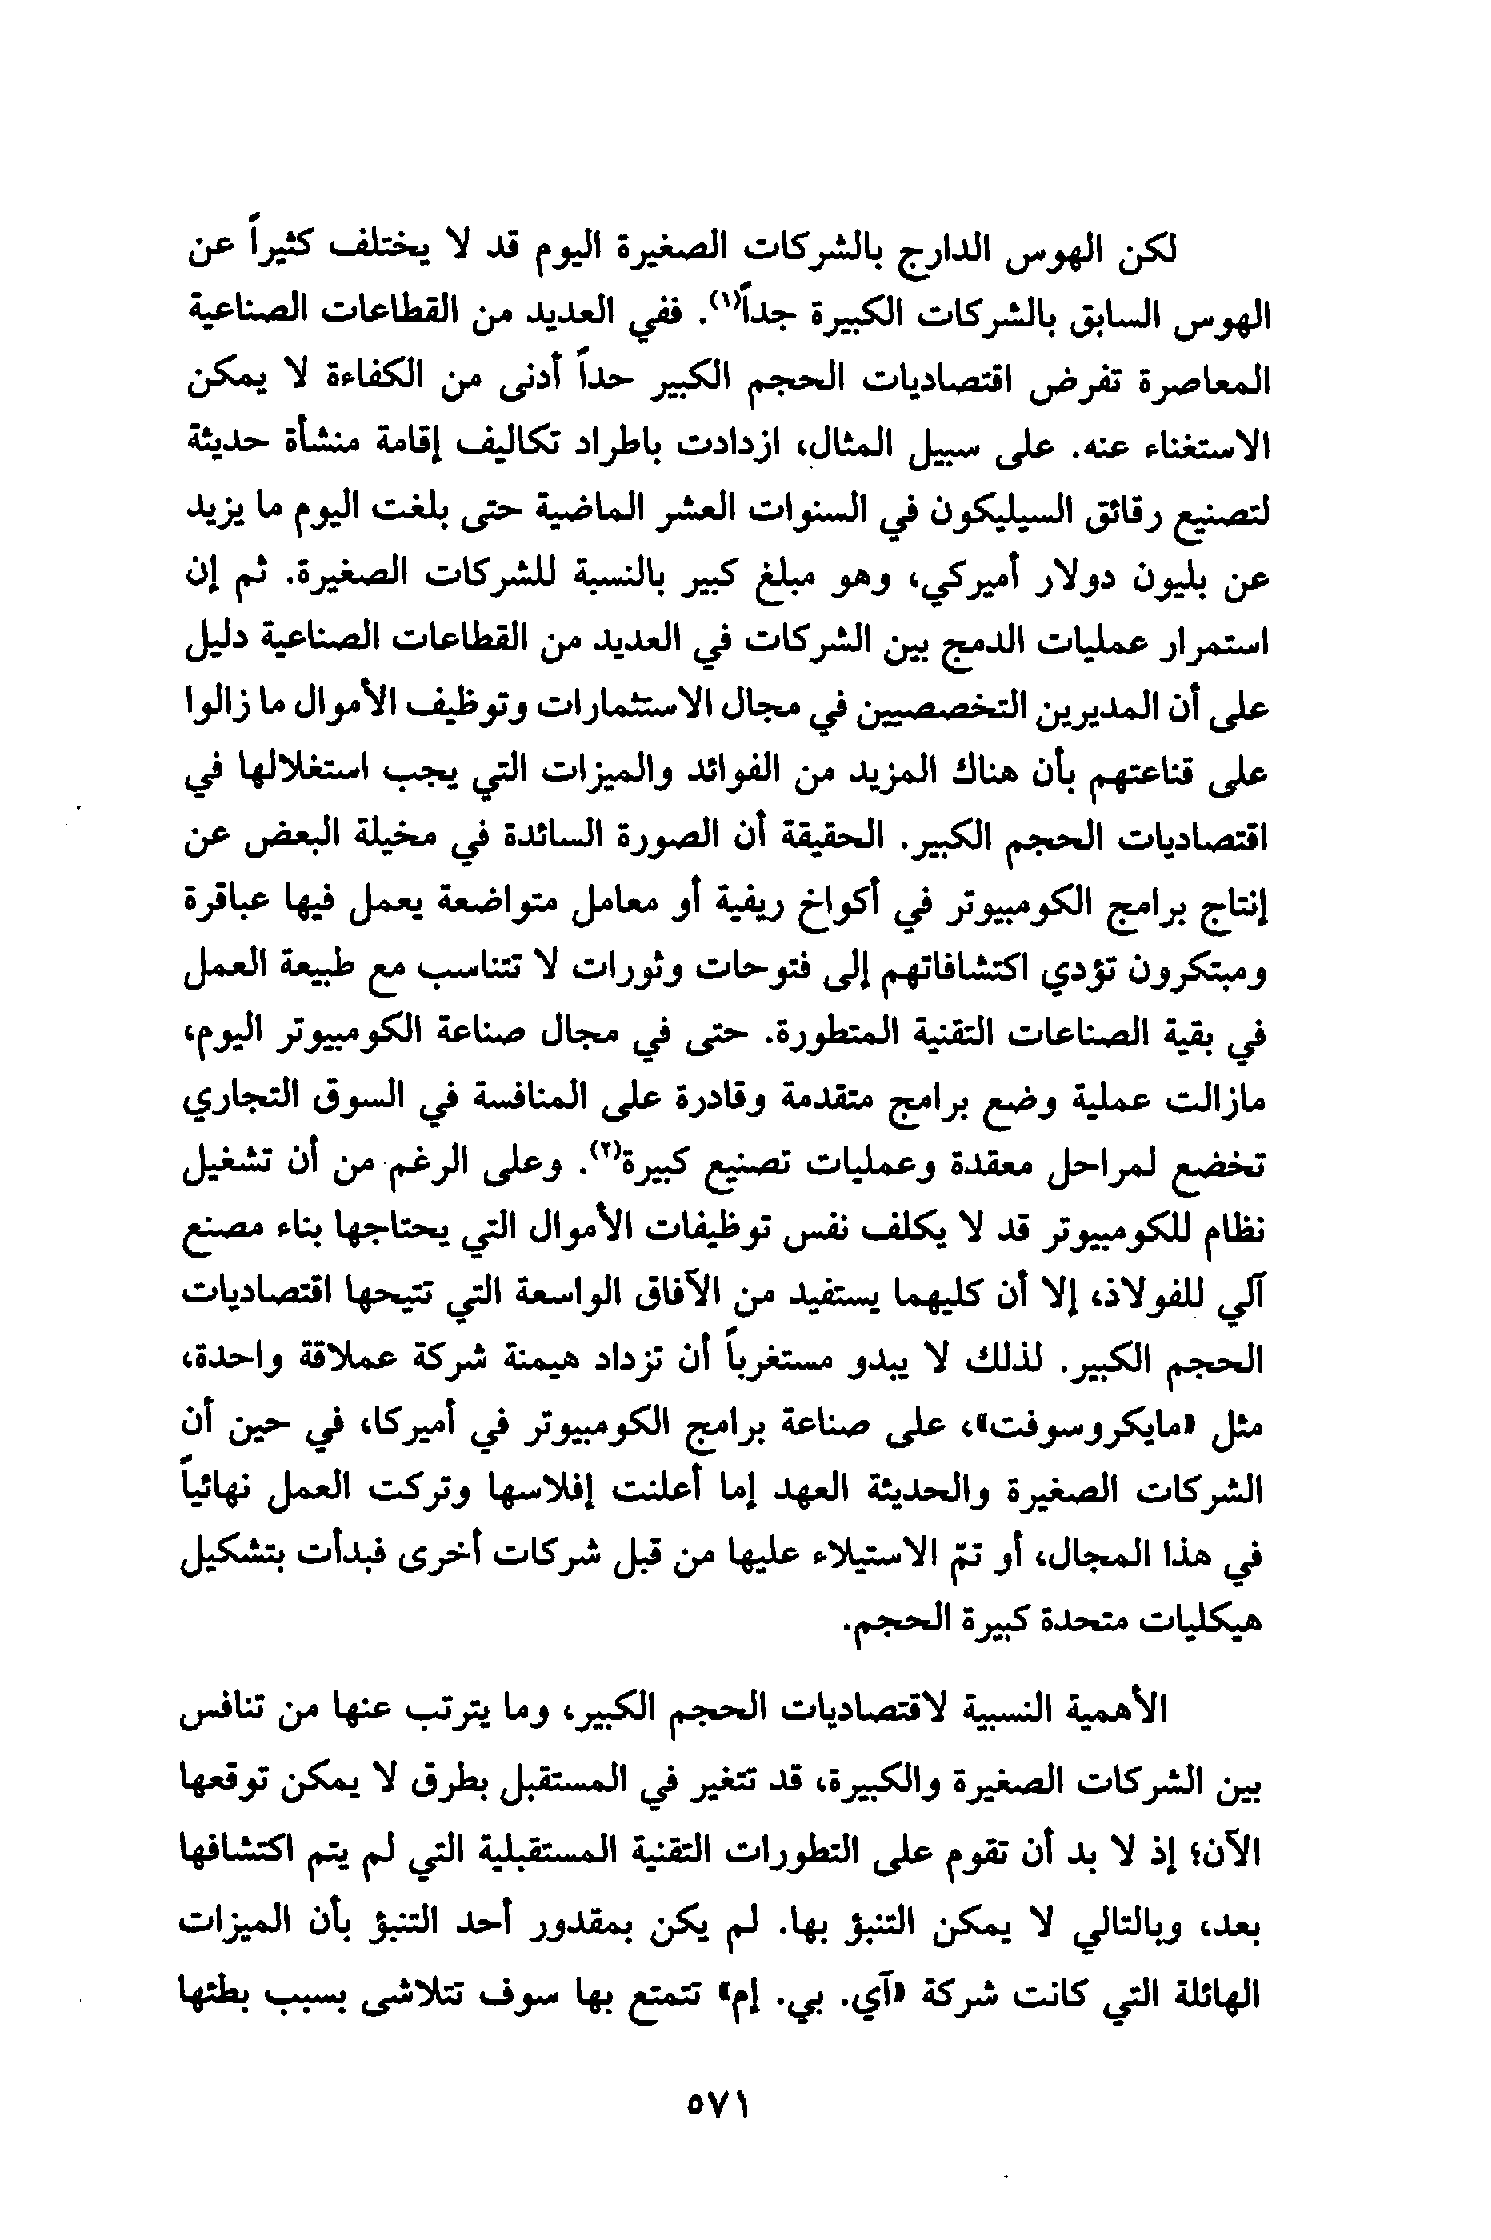 لكن الهوس الدارج بالشركات الصغيرة اليوم قد لا يختلف كثيراً عن
الهوس السابق بالشركات الكبيرة جداً(١). ففي العديد من القطاعات الصناعية
المعاصرة تفرض اقتصاديات الحجم الكبير حداً أدنى من الكفاءة لا يمكن
الاستغناء عنه. على سبيل المثال، ازدادت باطراد تكاليف إقامة منشأة حديثة
لتصنيع رقائق السيليكون في السنوات العشر الماضية حتى بلغت اليوم ما يزيد
عن بليون دولار أميركي، وهو مبلغ كبير بالنسبة للشركات الصغيرة. ثم إن
استمرار عمليات الدمج بين الشركات في العديد من القطاعات الصناعية دليل
على أن المديرين التخصصيين في مجال الاستثمارات وتوظيف الأموال ما زالوا
على قناعتهم بأن هناك المزيد من الفوائد والميزات التي يجب استغلالها في
اقتصاديات الحجم الكبير. الحقيقة أن الصورة السائدة في مخيلة البعض عن
إنتاج برامج الكومبيوتر في أكواخ ريفية أو معامل متواضعة يعمل فيها عباقرة
ومبتكرون تؤدي اكتشافاتهم إلى فتوحات وثورات لا تتناسب مع طبيعة العمل
في بقية الصناعات التقنية المتطورة. حتى في مجال صناعة الكومبيوتر اليوم،
مازالت عملية وضع برامج متقدمة وقادرة على المنافسة في السوق التجاري
تخضع لمراحل معقدة وعمليات تصنيع كبيرة(٢). وعلى الرغم من أن تشغيل
نظام للكومبيوتر قد لا يكلف نفس توظيفات الأموال التي يحتاجها بناء مصنع
آلي للفولاذ، إلا أن كليهما يستفيد من الآفاق الواسعة التي تتيحها اقتصاديات
الحجم الكبير. لذلك لا يبدو مستغرباً أن تزداد هيمنة شركة عملاقة واحدة،
مثل «مايكروسوفت»، على صناعة برامج الكومبيوتر في أميركا، في حين أن
الشركات الصغيرة والحديثة العهد إما أعلنت إفلاسها وتركت العمل نهائياً
في هذا المجال، أو تمّ الاستيلاء عليها من قبل شركات أخرى فبدأت بتشكيل
هيكليات متحدة كبيرة الحجم.
الأهمية النسبية لاقتصاديات الحجم الكبير، وما يترتب عنها من تنافس
بين الشركات الصغيرة والكبيرة، قد تتغير في المستقبل بطرق لا يمكن توقعها
الآن؛ إذ لا بد أن تقوم على التطورات التقنية المستقبلية التي لم يتم اكتشافها
بعد، وبالتالي لا يمكن التنبؤ بها. لم يكن بمقدور أحد التنبؤ بأن الميزات
الهائلة التي كانت شركة «آي. بي. إم» تتمتع بها سوف تتلاشى بسبب بطئها
٥٧١